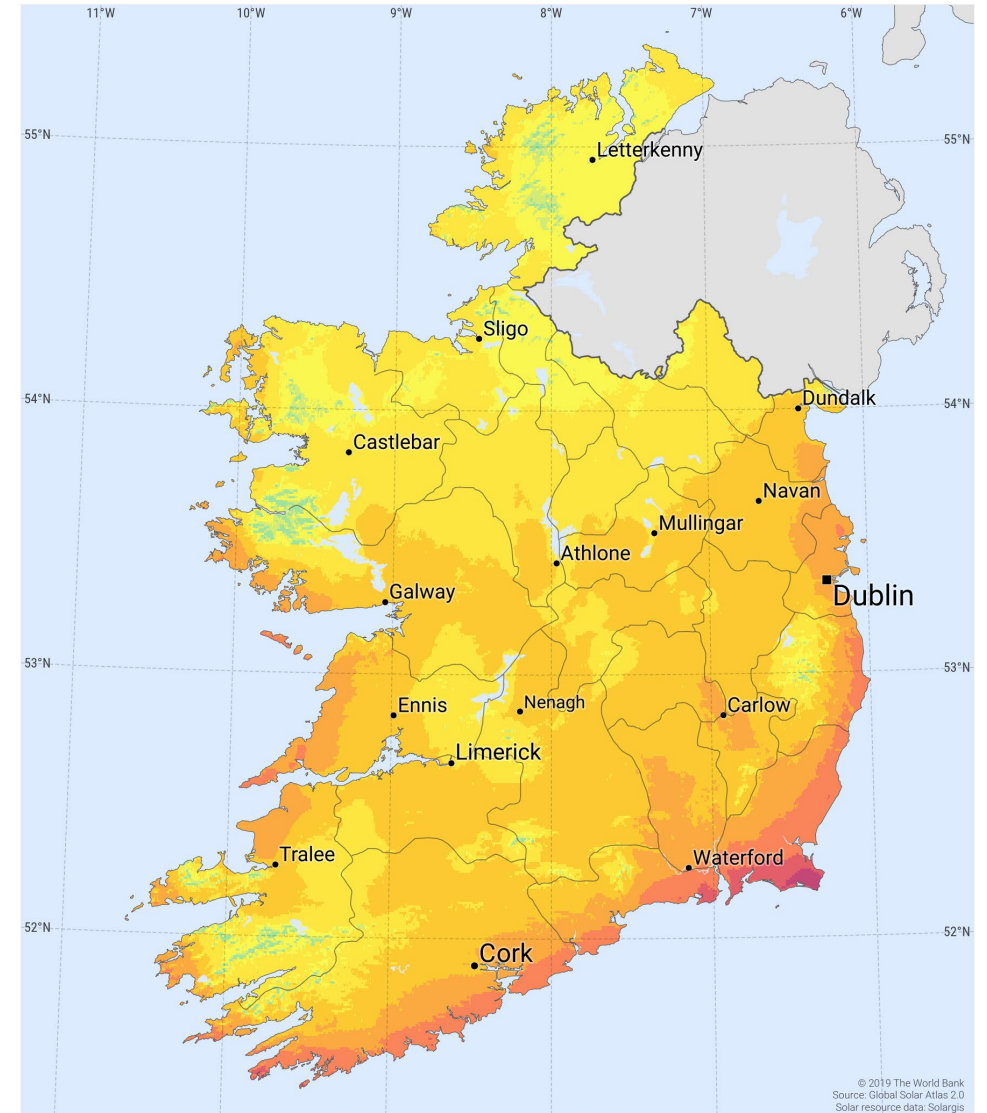 11°W
10°W
9°W
8°W
7°W
6°W
55°N
55°N
Letterkenny
Sligo
54°N
54°N
Dundalk
Castlebar
Navan
Mullingar
Athlone
Galway
Dublin
53°N
53°N
Ennis
Nenagh
Carlow
Limerick
Tralee
Waterford
52°N
52°N
Cork
© 2019 The World Bank
Source: Global Solar Atlas 2.0
Solar resource data: Solargis